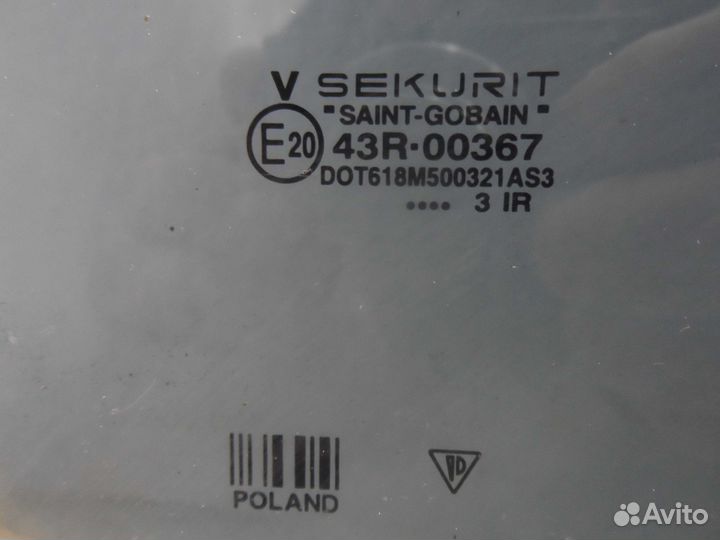 V SEKURIT
"SAINT-GOBAIN"
E20 43R·00367
DOT618M500321AS3
•••• 3 IR
POLAND
D
Avito